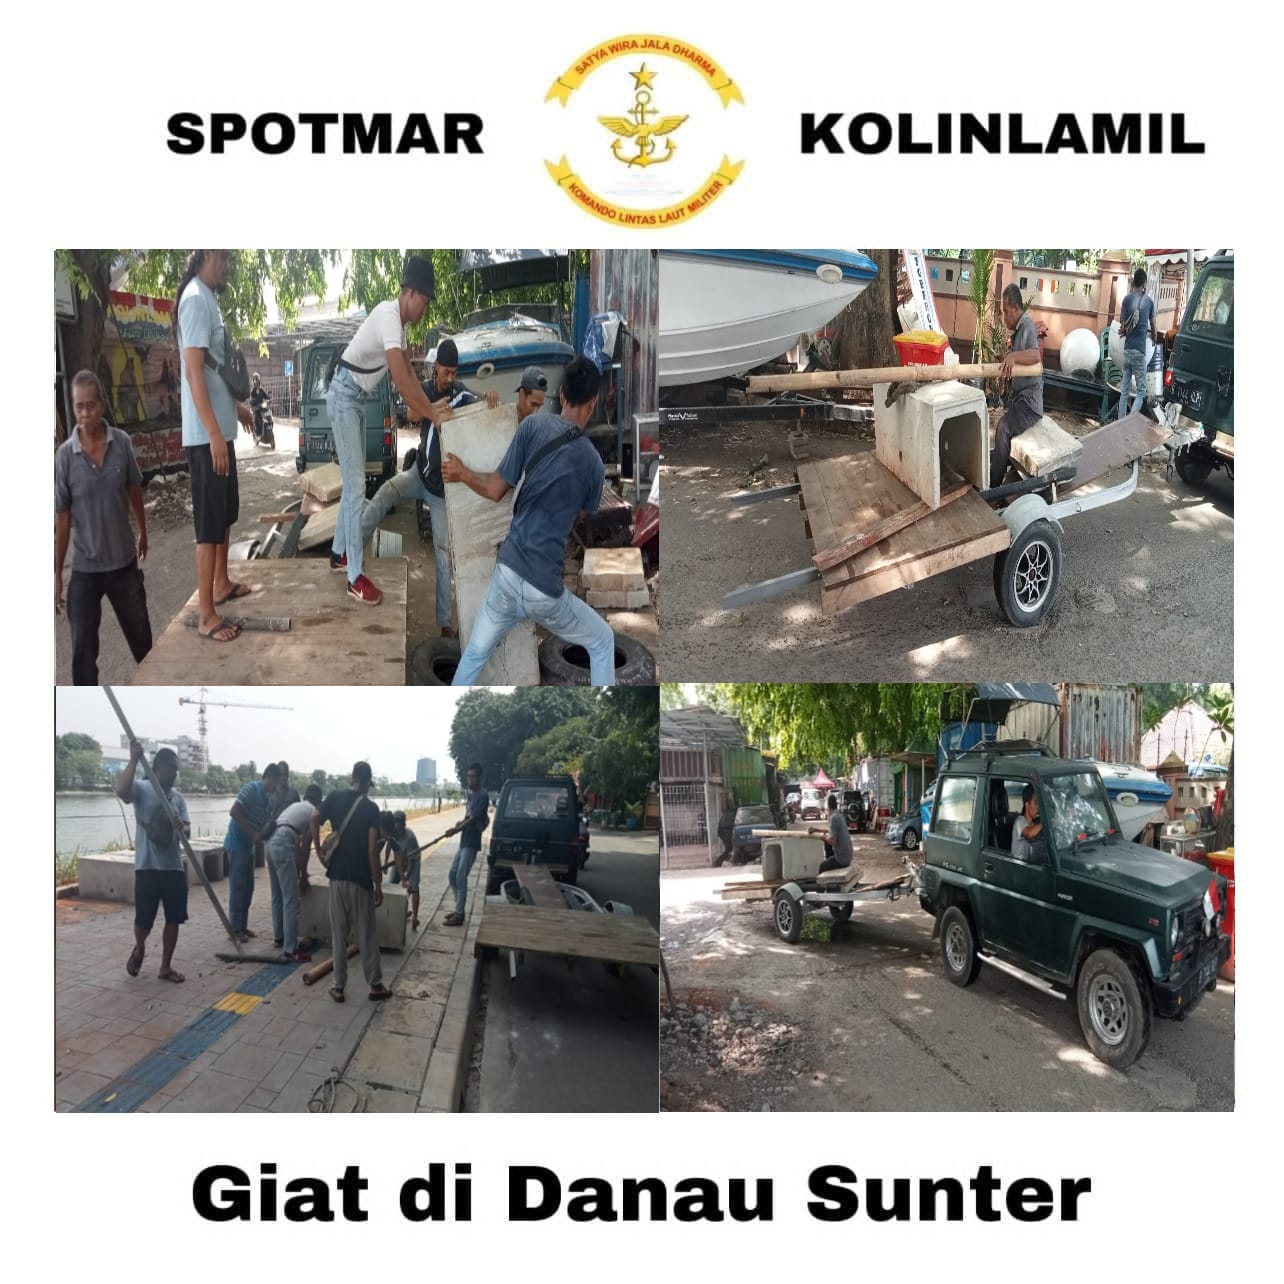 SATYA WIRA JALA DHARMA
SPOTMAR
KOLINLAMIL
KOMANDO LINTAS LAUT MILITER
Giat di Danau Sunter